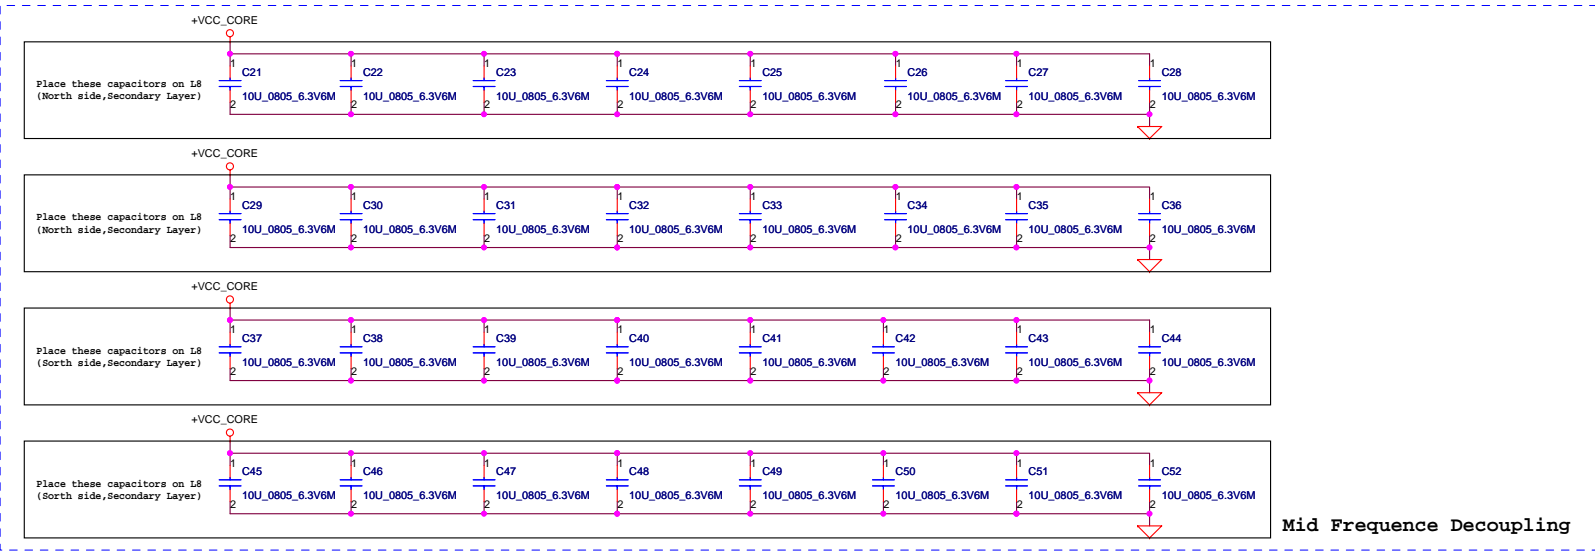 +VCC_CORE
1 1 1 1 1 1 1 1
C21 C22 C23 C24 C25 C26 C27 C28
Place these capacitors on L8
(North side,Secondary Layer)
10U_0805_6.3V6M 10U_0805_6.3V6M 10U_0805_6.3V6M 10U_0805_6.3V6M 10U_0805_6.3V6M 10U_0805_6.3V6M 10U_0805_6.3V6M 10U_0805_6.3V6M
2 2 2 2 2 2 2 2
+VCC_CORE
1 1 1 1 1 1 1 1
C29 C30 C31 C32 C33 C34 C35 C36
Place these capacitors on L8
(North side,Secondary Layer)
10U_0805_6.3V6M 10U_0805_6.3V6M 10U_0805_6.3V6M 10U_0805_6.3V6M 10U_0805_6.3V6M 10U_0805_6.3V6M 10U_0805_6.3V6M 10U_0805_6.3V6M
2 2 2 2 2 2 2 2
+VCC_CORE
1 1 1 1 1 1 1 1
C37 C38 C39 C40 C41 C42 C43 C44
Place these capacitors on L8
(Sorth side,Secondary Layer)
10U_0805_6.3V6M 10U_0805_6.3V6M 10U_0805_6.3V6M 10U_0805_6.3V6M 10U_0805_6.3V6M 10U_0805_6.3V6M 10U_0805_6.3V6M 10U_0805_6.3V6M
2 2 2 2 2 2 2 2
+VCC_CORE
1 1 1 1 1 1 1 1
C45 C46 C47 C48 C49 C50 C51 C52
Place these capacitors on L8
(Sorth side,Secondary Layer)
10U_0805_6.3V6M 10U_0805_6.3V6M 10U_0805_6.3V6M 10U_0805_6.3V6M 10U_0805_6.3V6M 10U_0805_6.3V6M 10U_0805_6.3V6M 10U_0805_6.3V6M
2 2 2 2 2 2 2 2
Mid Frequence Decoupling